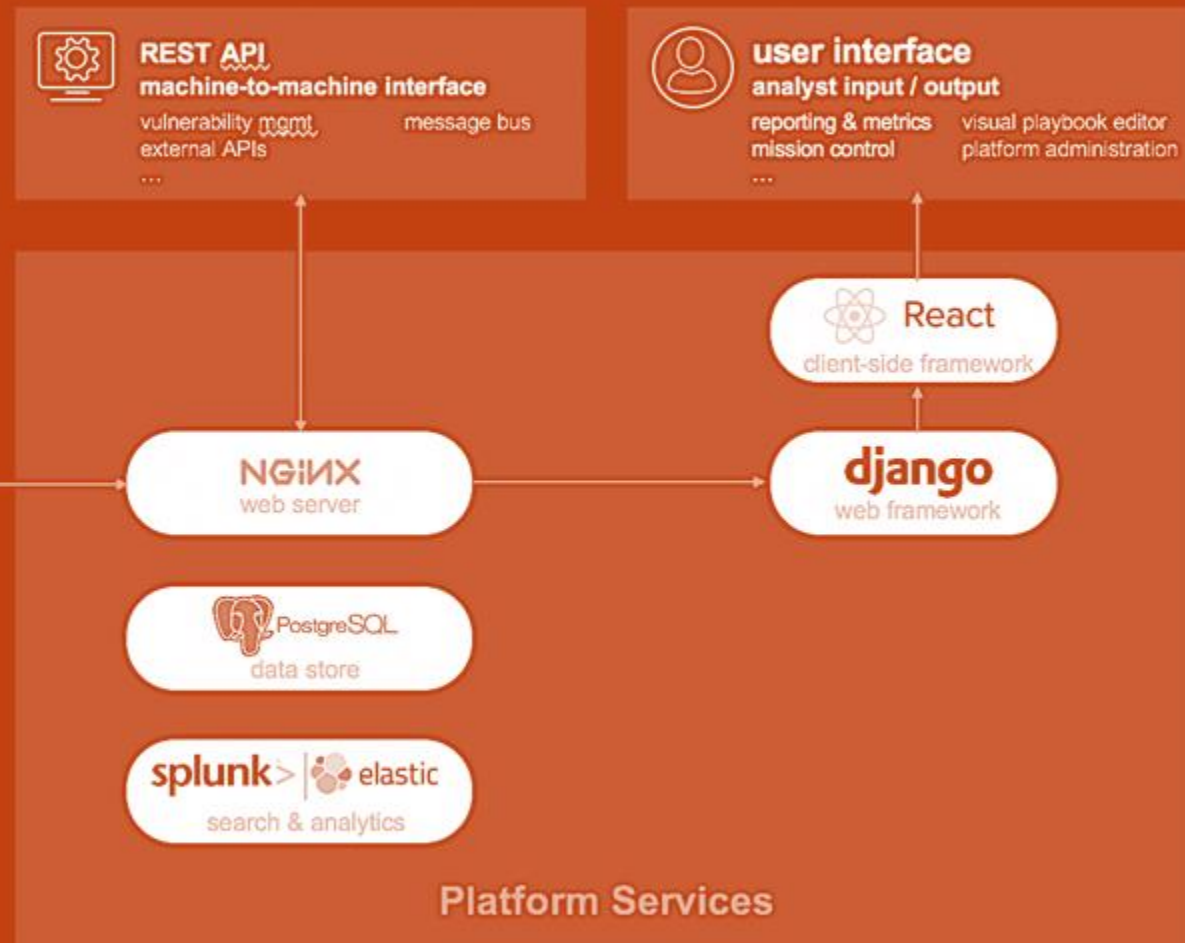 REST API
machine-to-machine interface
vulnerability mgmt message bus
external APIs
...
user interface
analyst input / output
reporting & metrics visual playbook editor
mission control platform administration
...
React
client-side framework
NGINX
web server
django
web framework
PostgreSQL
data store
splunk> elastic
search & analytics
Platform Services